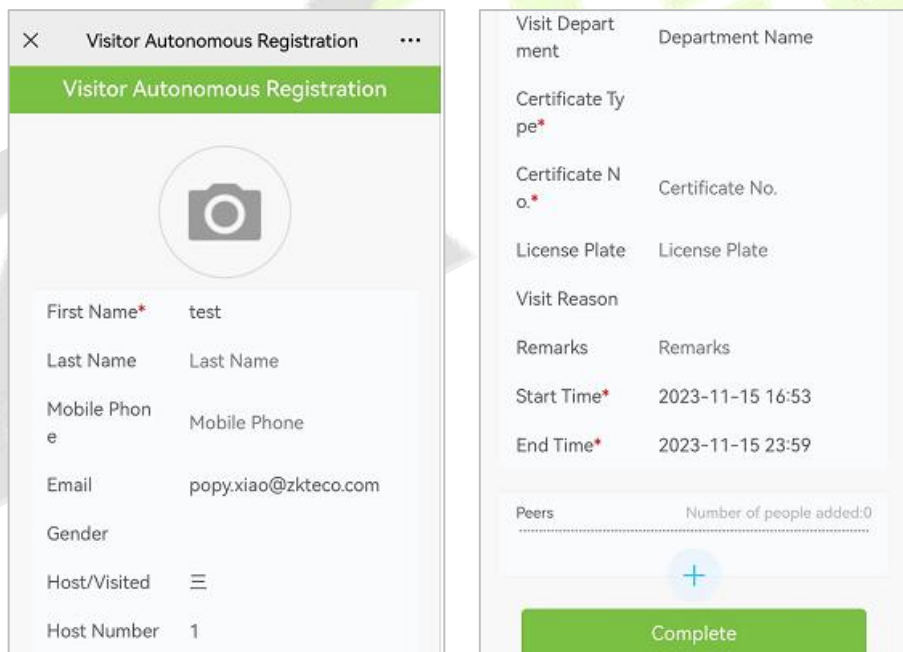 Visitor Autonomous Registration
Visitor Autonomous Registration
First Name* test
Last Name Last Name
Mobile Phon
e Mobile Phone
Email popy.xiao@zkteco.com
Gender
Host/Visited 三
Host Number 1
Visit Depart
ment Department Name
Certificate Ty
pe*
Certificate N
o.* Certificate No.
License Plate License Plate
Visit Reason
Remarks Remarks
Start Time* 2023-11-15 16:53
End Time* 2023-11-15 23:59
Peers Number of people added:0
Complete